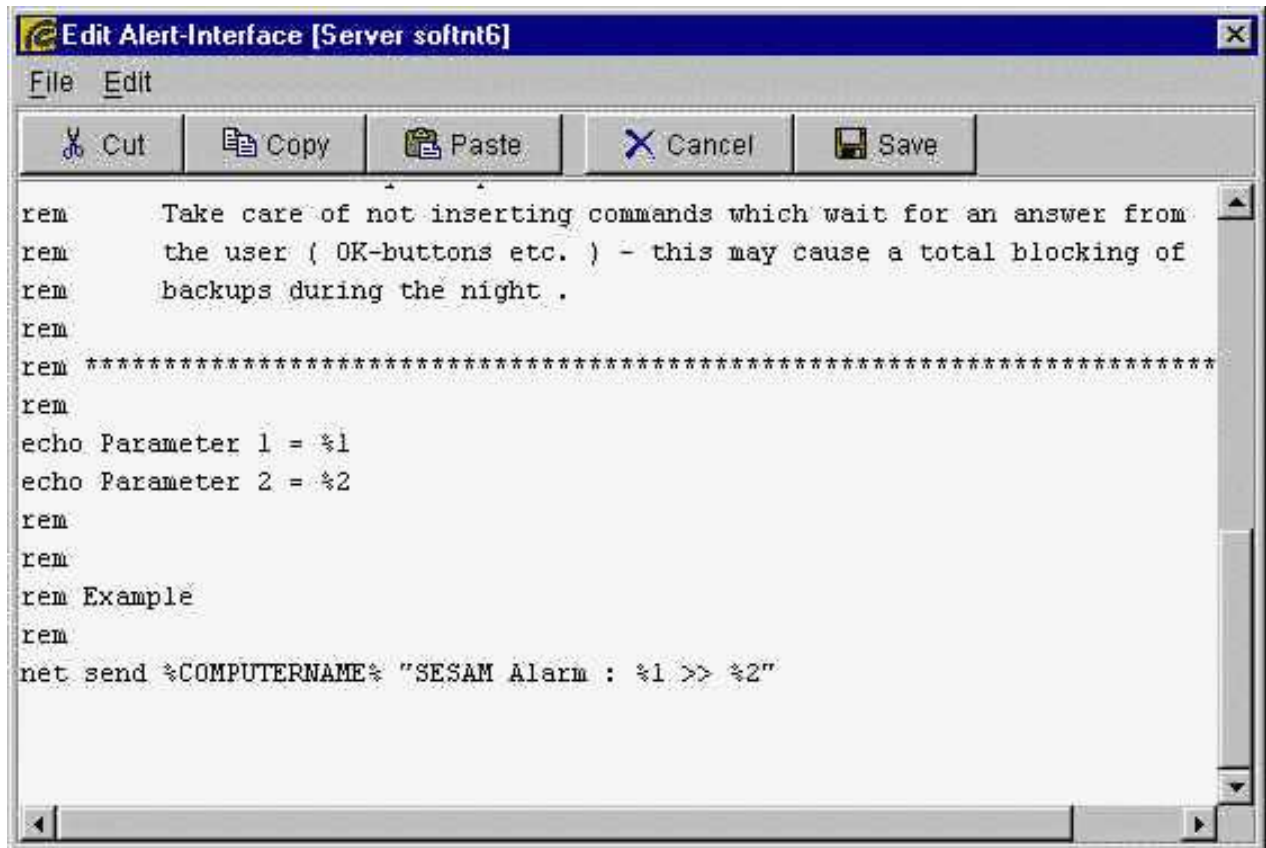 Edit Alert-Interface [Server softnt6]
File Edit
Cut Copy Paste Cancel Save
rem Take care of not inserting commands which wait for an answer from
rem the user ( OK-buttons etc. ) - this may cause a total blocking of
rem backups during the night .
rem
rem *************************************************************************
rem
echo Parameter 1 = %1
echo Parameter 2 = %2
rem
rem
rem Example
rem
net send %COMPUTERNAME% "SESAM Alarm : %1 >> %2"